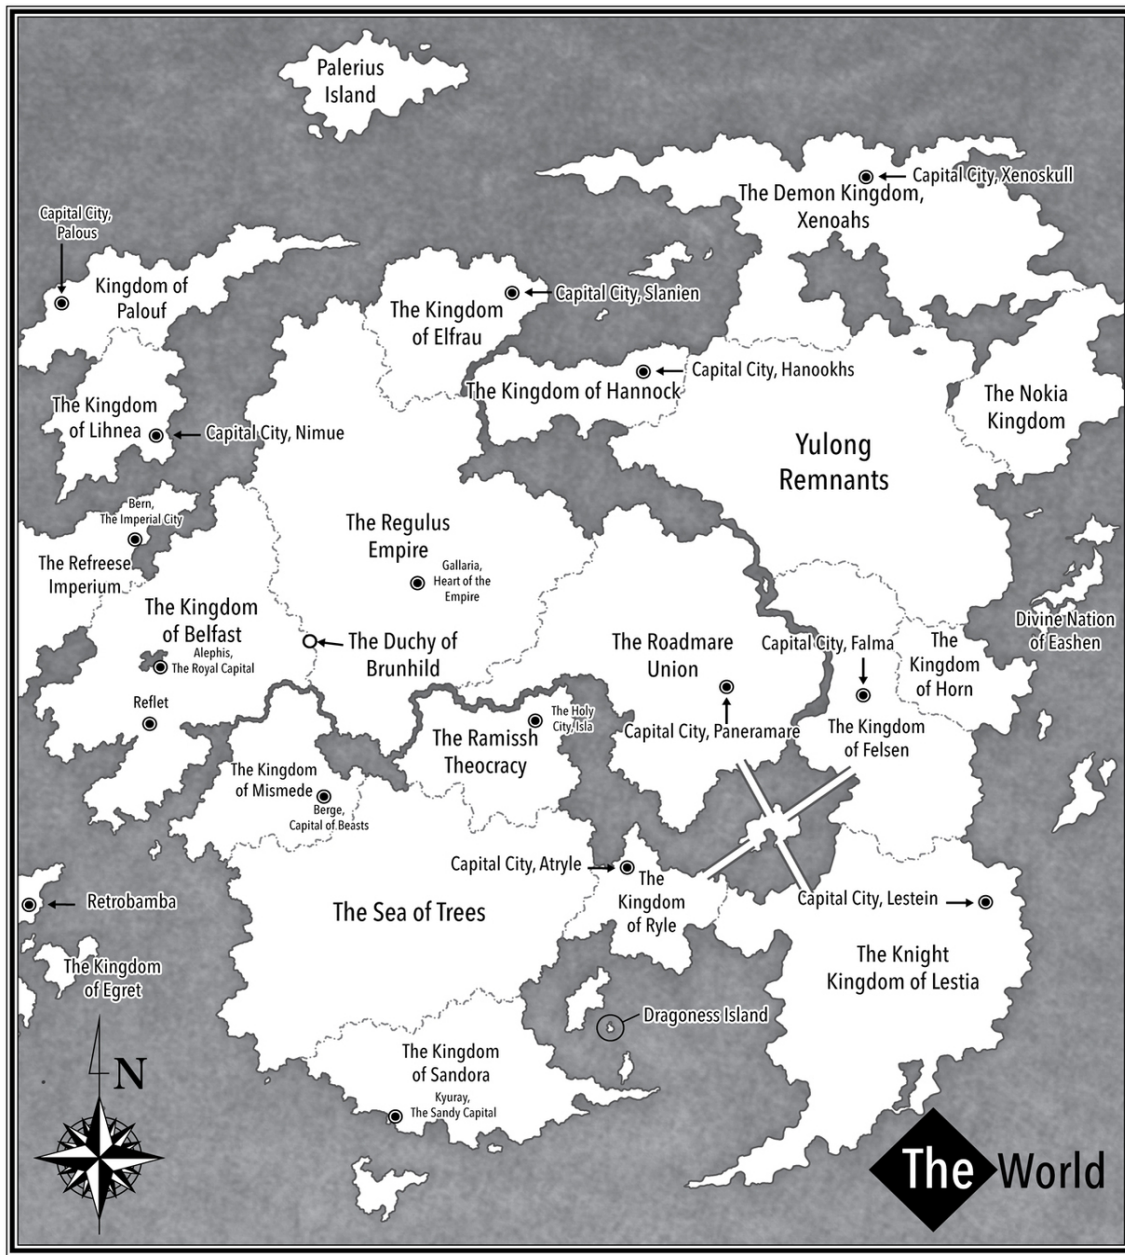 Palerius
Island
Capital City, Xenoskull
The Demon Kingdom,
Xenoahs
Capital City,
Palous
Kingdom of
Palouf
The Kingdom
of Elfrau
Capital City, Slanien
The Kingdom of Hannock
Capital City, Hanookhs
The Nokia
Kingdom
The Kingdom
of Lihnea
Capital City, Nimue
Yulong
Remnants
Bern,
The Imperial City
The Refreese
Imperium
The Regulus
Empire
Gallaria,
Heart of the
Empire
The Kingdom
of Belfast
Alephis,
The Royal Capital
The Duchy of
Brunhild
The Roadmare
Union
Capital City, Falma
The
Kingdom
of Horn
Divine Nation
of Eashen
Reflet
The Holy
City, Isla
The Ramissh
Theocracy
Capital City, Paneramare
The Kingdom
of Felsen
The Kingdom
of Mismede
Berge,
Capital of Beasts
Capital City, Atryle
The
Kingdom
of Ryle
Capital City, Lestein
Retrobamba
The Sea of Trees
The Kingdom
of Egret
The Knight
Kingdom of Lestia
Dragoness Island
The Kingdom
of Sandora
Kyuray,
The Sandy Capital
N
The World